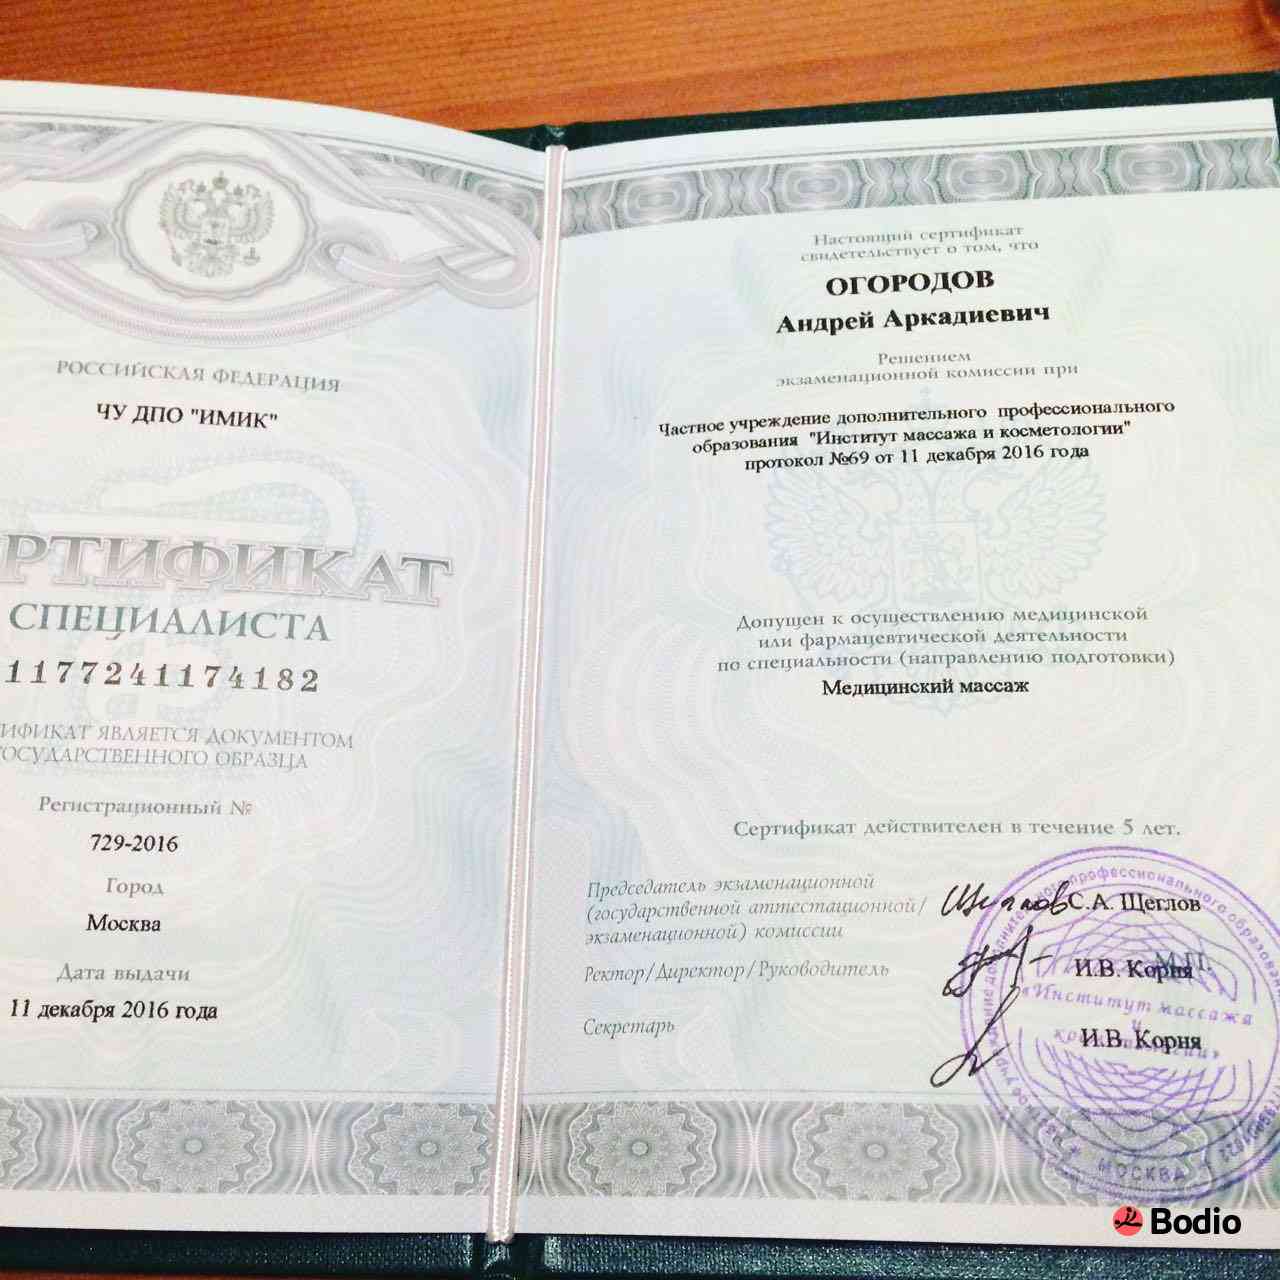 РОССИЙСКАЯ ФЕДЕРАЦИЯ
ЧУ ДПО "ИМИК"
РТИФИКАТ
СПЕЦИАЛИСТА
1177241174182
ИФИКАТ ЯВЛЯЕТСЯ ДОКУМЕНТОМ
ОСУДАРСТВЕННОГО ОБРАЗЦА
Регистрационный №
729-2016
Город
Москва
Дата выдачи
11 декабря 2016 года
Настоящий сертификат
свидетельствует о том, что
ОГОРОДОВ
Андрей Аркадиевич
Решением
экзаменационной комиссии при
Частное учреждение дополнительного профессионального
образования "Институт массажа и косметологии"
протокол №69 от 11 декабря 2016 года
Допущен к осуществлению медицинской
или фармацевтической деятельности
по специальности (направлению подготовки)
Медицинский массаж
Сертификат действителен в течение 5 лет.
Председатель экзаменационной
(государственной аттестационной/
экзаменационной) комиссии
С.А. Щеглов
Ректор/Директор/Руководитель
И.В. Корня
М.П.
Секретарь
И.В. Корня
дополнительного профессионального образования
«Институт массажа
и
косметологии»
МОСКВА
Bodio